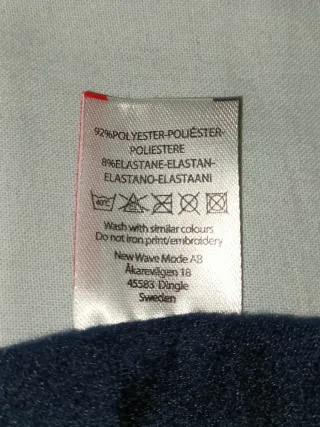 92%POLYESTER-POLIÉSTER-
POLIESTERE
8%ELASTANE-ELASTAN-
ELASTANO-ELASTAANI
40°C
Wash with similar colours
Do not iron print/embroidery
New Wave Mode AB
Åkarevägen 18
45583 Dingle
Sweden